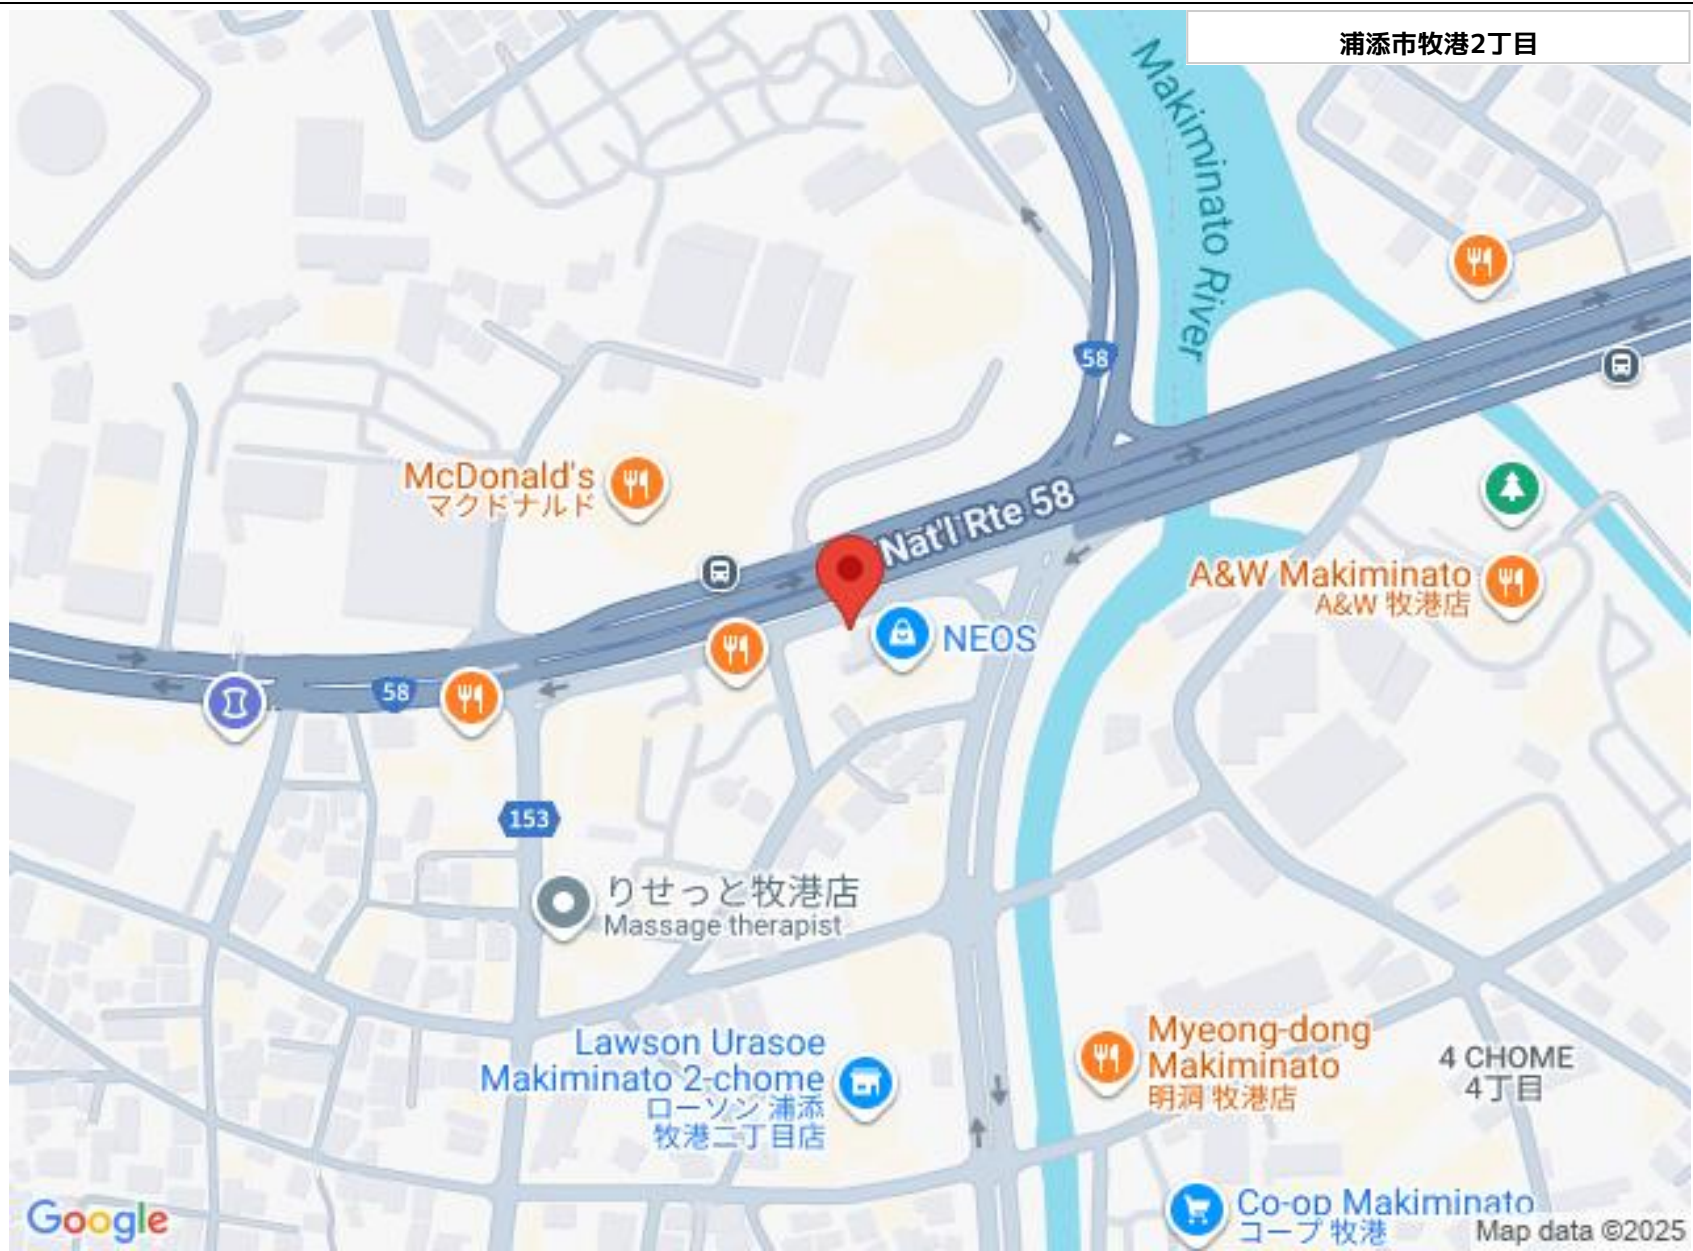 浦添市牧港2丁目
Makiminato River
58
McDonald's
マクドナルド
Nat'l Rte 58
A&W Makiminato
A&W 牧港店
NEOS
58
153
りせっと牧港店
Massage therapist
Lawson Urasoe
Makiminato 2-chome
ローソン 浦添
牧港二丁目店
Myeong-dong
Makiminato
明洞 牧港店
4 CHOME
4丁目
Co-op Makiminato
コープ 牧港
Google
Map data ©2025